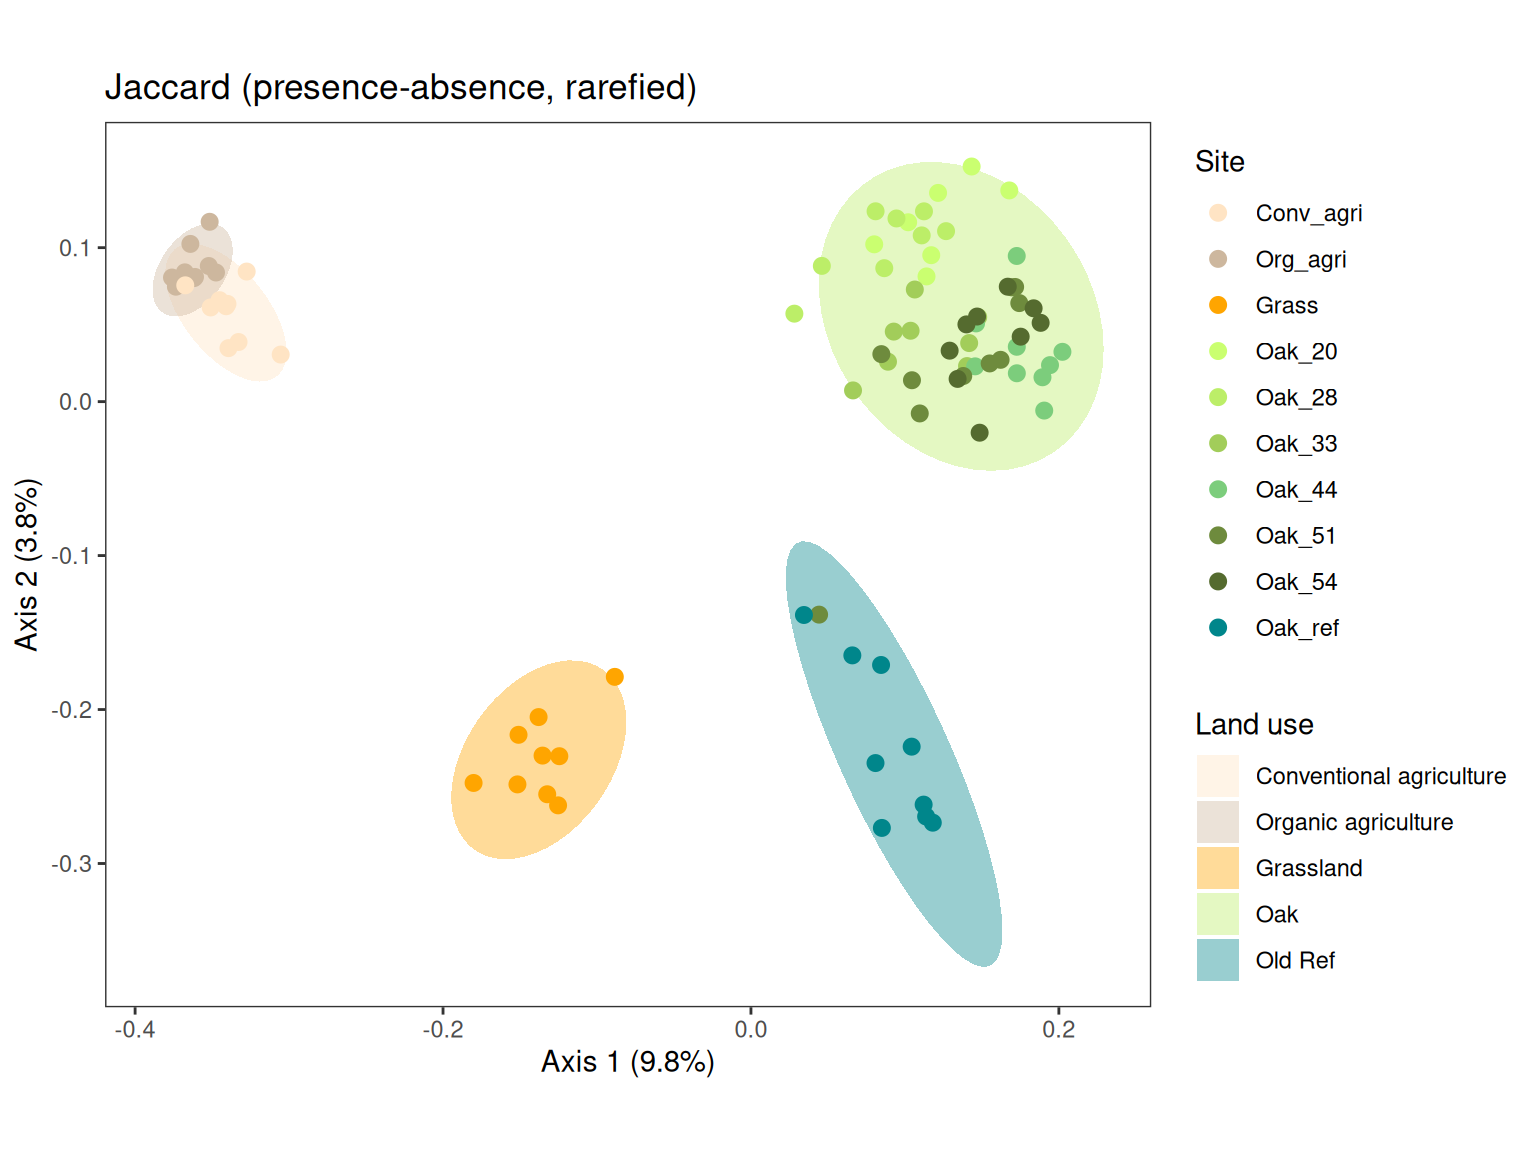 Jaccard (presence-absence, rarefied)
0.1
0.0
-0.1
-0.2
-0.3
Axis 2 (3.8%)
-0.4
-0.2
0.0
0.2
Axis 1 (9.8%)
Site
Conv_agri
Org_agri
Grass
Oak_20
Oak_28
Oak_33
Oak_44
Oak_51
Oak_54
Oak_ref
Land use
Conventional agriculture
Organic agriculture
Grassland
Oak
Old Ref